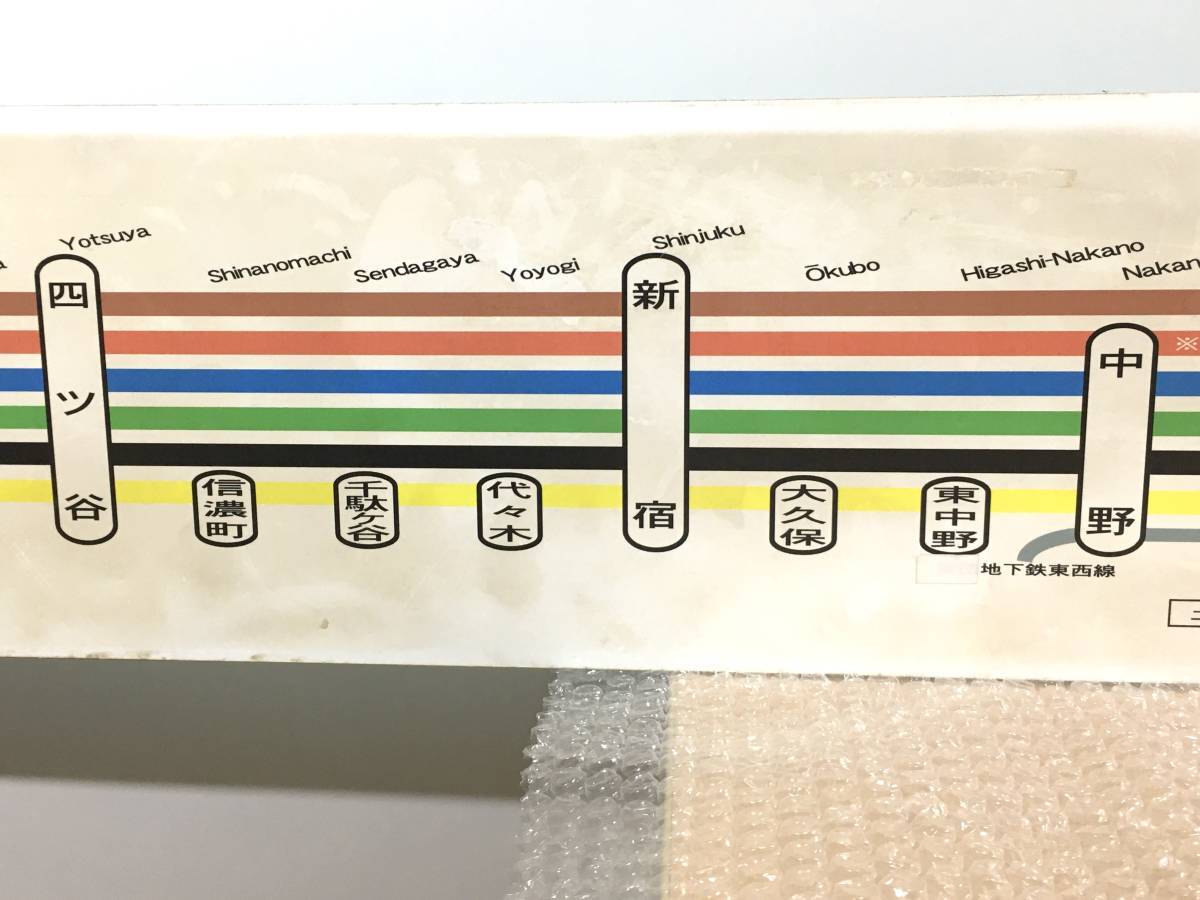 Yotsuya
Shinanomachi
Sendagaya
Yoyogi
Shinjuku
Ōkubo
Higashi-Nakano
Nakan
四ツ谷
信濃町
千駄ケ谷
代々木
新宿
大久保
東中野
中野
※
地下鉄東西線